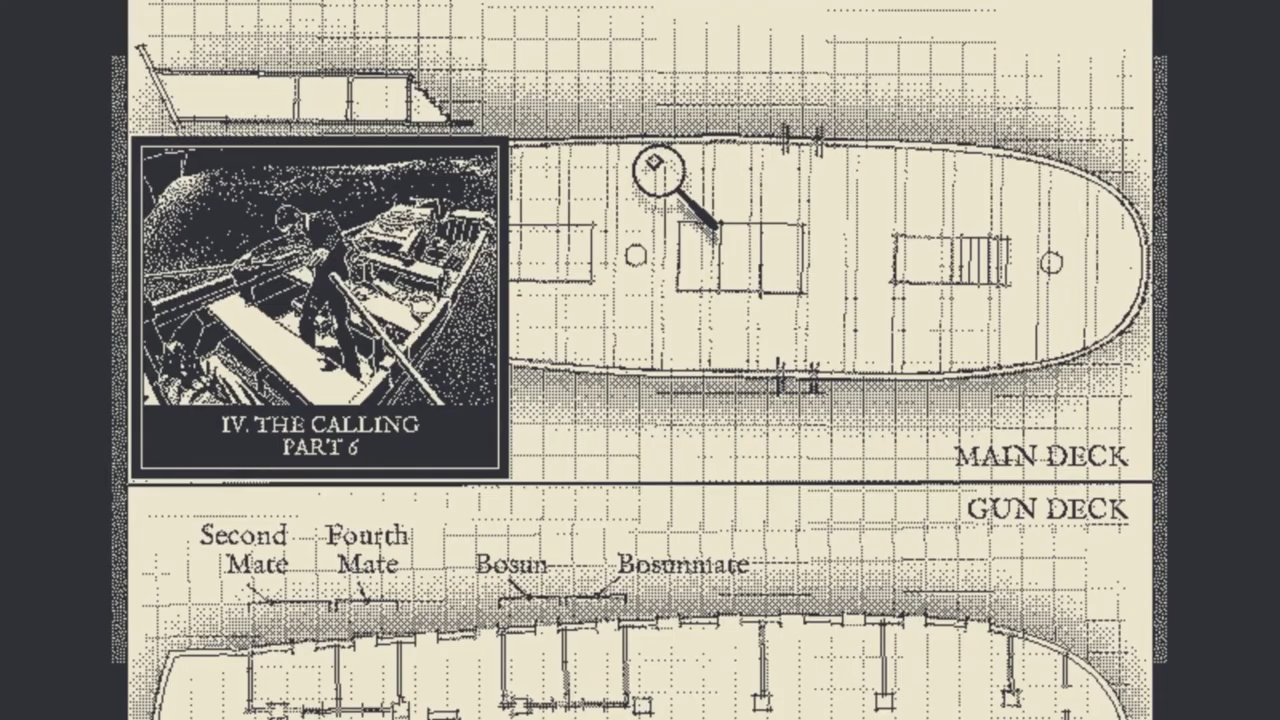 IV. THE CALLING
PART 6
MAIN DECK
GUN DECK
Second
Mate
Fourth
Mate
Bosun
Bosunmate